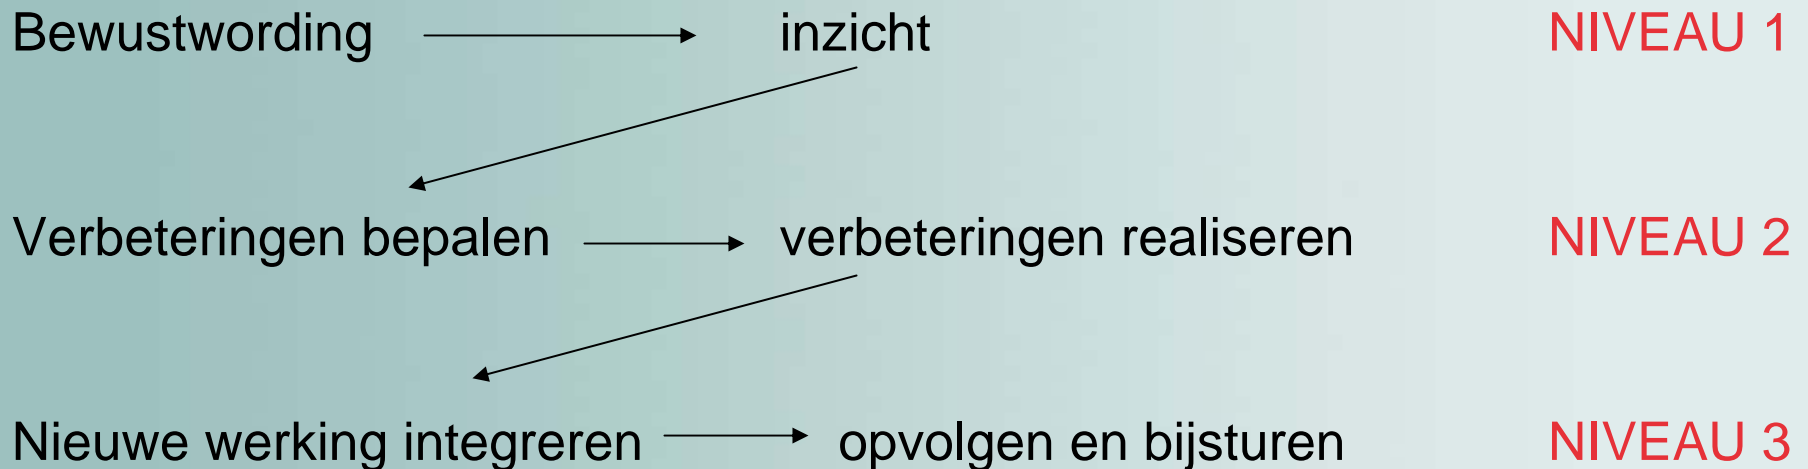 Bewustwording inzicht NIVEAU 1
Verbeteringen bepalen verbeteringen realiseren NIVEAU 2
Nieuwe werking integreren opvolgen en bijsturen NIVEAU 3